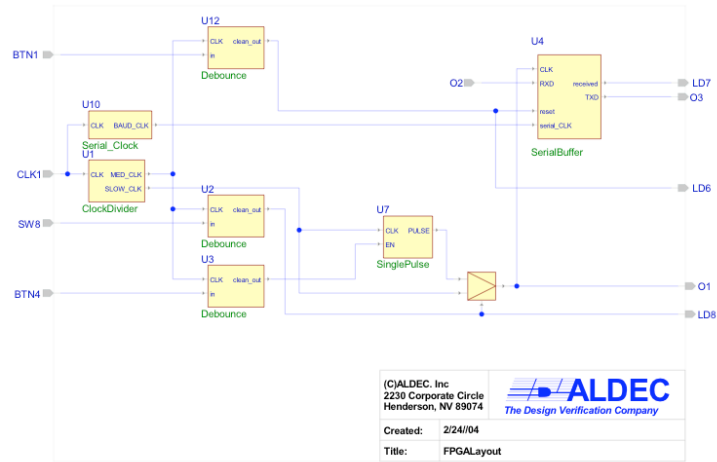 U12
CLK clean_out
in
Debounce
BTN1
U4
CLK
RXD received
TXD
reset
serial_CLK
SerialBuffer
O2
LD7
O3
U10
CLK BAUD_CLK
Serial_Clock
U1
CLK MED_CLK
SLOW_CLK
ClockDivider
CLK1
LD6
U2
CLK clean_out
in
Debounce
SW8
U7
CLK PULSE
EN
SinglePulse
U3
CLK clean_out
in
Debounce
BTN4
O1
LD8
(C)ALDEC. Inc
2230 Corporate Circle
Henderson, NV 89074
ALDEC
The Design Verification Company
Created: 2/24//04
Title: FPGALayout